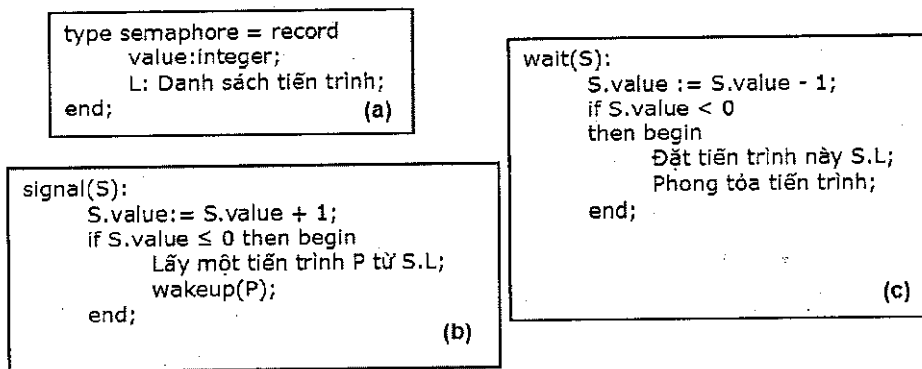 type semaphore = record
value:integer;
L: Danh sách tiến trình;
end;
(a)
signal(S):
S.value:= S.value + 1;
if S.value ≤ 0 then begin
Lấy một tiến trình P từ S.L;
wakeup(P);
end;
(b)
wait(S):
S.value := S.value - 1;
if S.value < 0
then begin
Đặt tiến trình này S.L;
Phong tỏa tiến trình;
end;
(c)